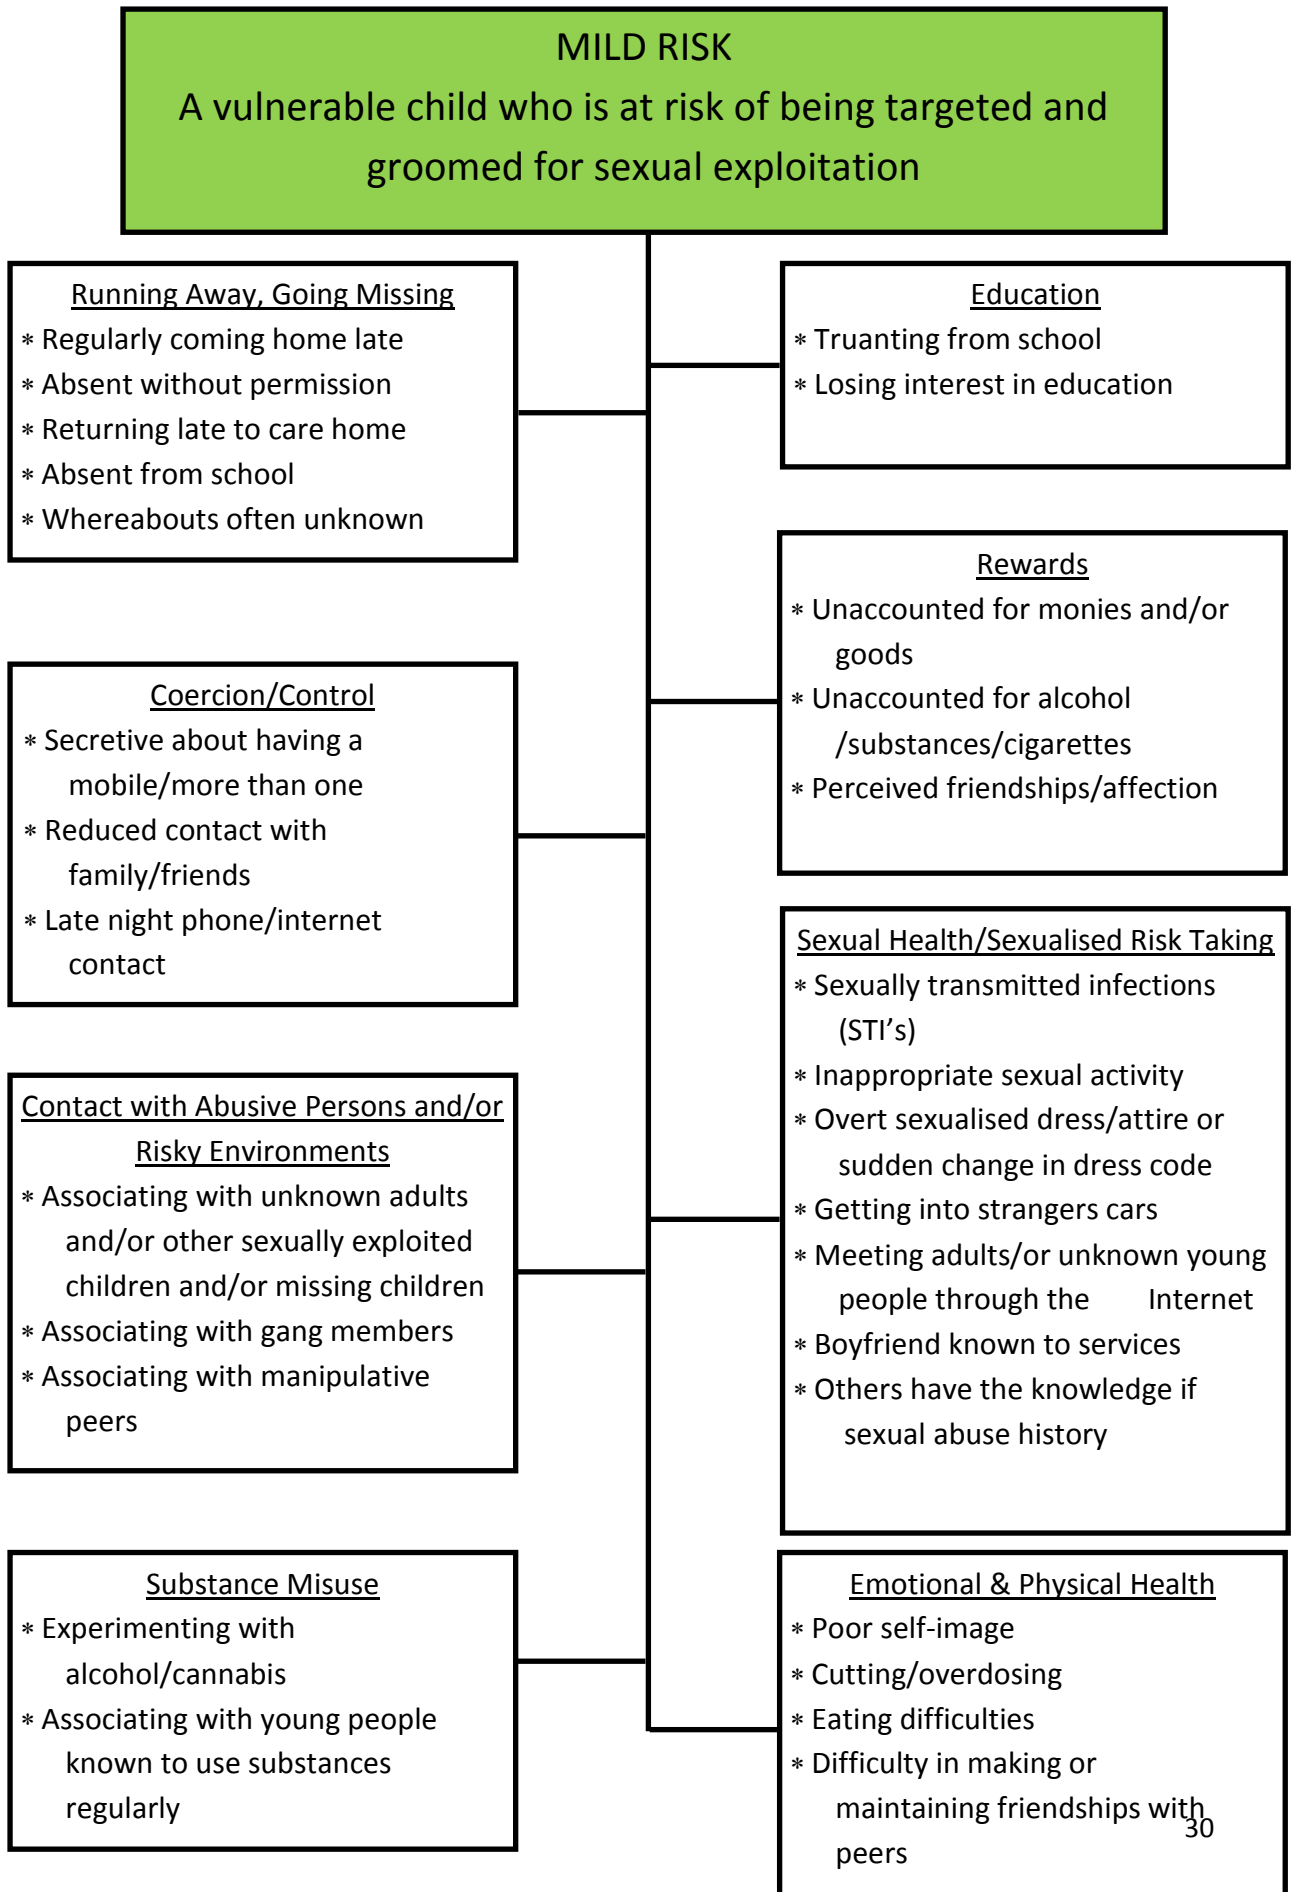 MILD RISK
A vulnerable child who is at risk of being targeted and
groomed for sexual exploitation
Running Away, Going Missing
* Regularly coming home late
* Absent without permission
* Returning late to care home
* Absent from school
* Whereabouts often unknown
Education
* Truanting from school
* Losing interest in education
Rewards
* Unaccounted for monies and/or
goods
* Unaccounted for alcohol
/substances/cigarettes
* Perceived friendships/affection
Coercion/Control
* Secretive about having a
mobile/more than one
* Reduced contact with
family/friends
* Late night phone/internet
contact
Sexual Health/Sexualised Risk Taking
* Sexually transmitted infections
(STI’s)
* Inappropriate sexual activity
* Overt sexualised dress/attire or
sudden change in dress code
* Getting into strangers cars
* Meeting adults/or unknown young
people through the Internet
* Boyfriend known to services
* Others have the knowledge if
sexual abuse history
Contact with Abusive Persons and/or
Risky Environments
* Associating with unknown adults
and/or other sexually exploited
children and/or missing children
* Associating with gang members
* Associating with manipulative
peers
Substance Misuse
* Experimenting with
alcohol/cannabis
* Associating with young people
known to use substances
regularly
Emotional & Physical Health
* Poor self-image
* Cutting/overdosing
* Eating difficulties
* Difficulty in making or
maintaining friendships with
peers
30